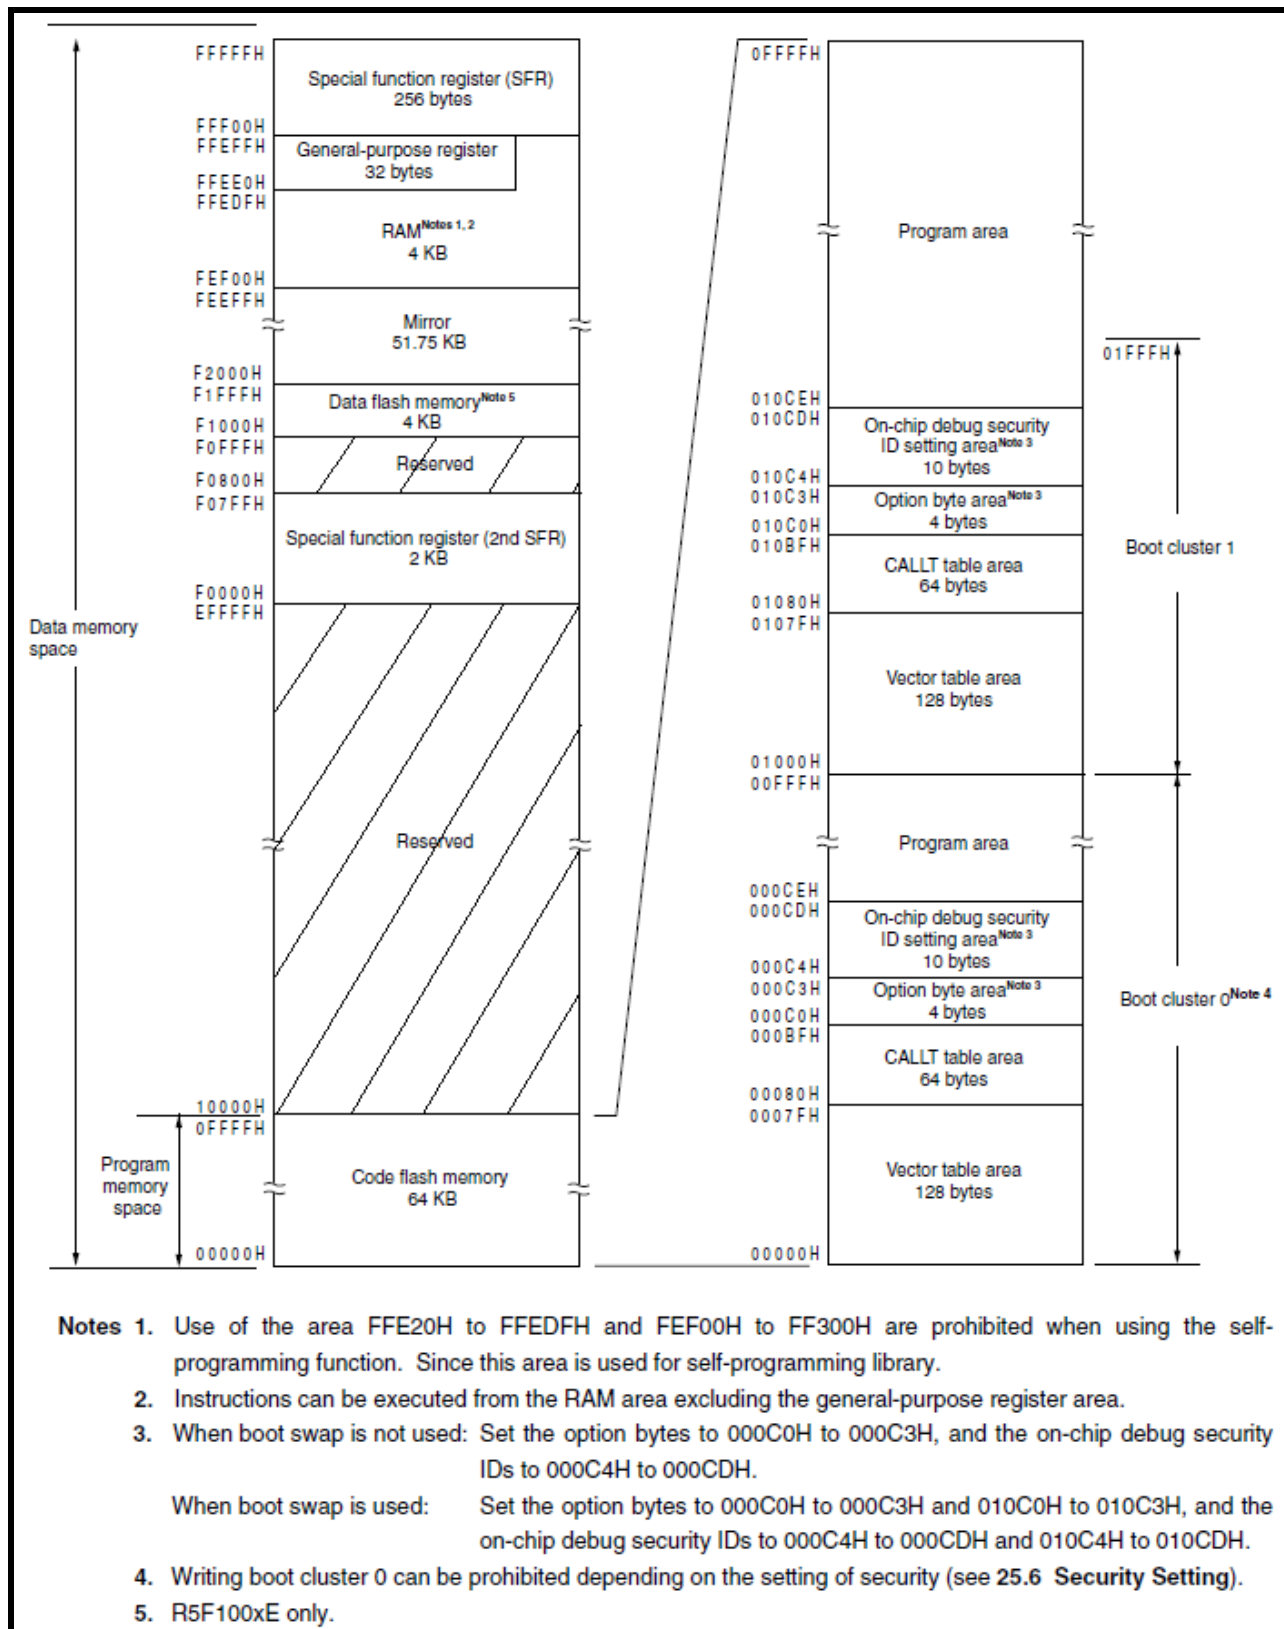 FFFFFH
Special function register (SFR)
256 bytes
FFF00H
FFEFFH
General-purpose register
32 bytes
FFEE0H
FFEDFH
RAMNotes 1, 2
4 KB
FEF00H
FEEFFH
Mirror
51.75 KB
F2000H
F1FFFH
Data flash memoryNote 5
4 KB
F1000H
F0FFFH
Reserved
F0800H
F07FFH
Special function register (2nd SFR)
2 KB
F0000H
EFFFFH
Data memory
space
Reserved
10000H
0FFFFH
Program
memory
space
Code flash memory
64 KB
00000H
0FFFFH
Program area
01FFFH
010CEH
010CDH
On-chip debug security
ID setting areaNote 3
10 bytes
010C4H
010C3H
Option byte areaNote 3
4 bytes
010C0H
010BFH
Boot cluster 1
CALLT table area
64 bytes
01080H
0107FH
Vector table area
128 bytes
01000H
00FFFH
Program area
000CEH
000CDH
On-chip debug security
ID setting areaNote 3
10 bytes
000C4H
000C3H
Option byte areaNote 3
4 bytes
Boot cluster 0Note 4
000C0H
000BFH
CALLT table area
64 bytes
00080H
0007FH
Vector table area
128 bytes
00000H
Notes 1. Use of the area FFE20H to FFEDFH and FEF00H to FF300H are prohibited when using the self-
programming function. Since this area is used for self-programming library.
2. Instructions can be executed from the RAM area excluding the general-purpose register area.
3. When boot swap is not used: Set the option bytes to 000C0H to 000C3H, and the on-chip debug security
IDs to 000C4H to 000CDH.
When boot swap is used: Set the option bytes to 000C0H to 000C3H and 010C0H to 010C3H, and the
on-chip debug security IDs to 000C4H to 000CDH and 010C4H to 010CDH.
4. Writing boot cluster 0 can be prohibited depending on the setting of security (see 25.6 Security Setting).
5. R5F100xE only.